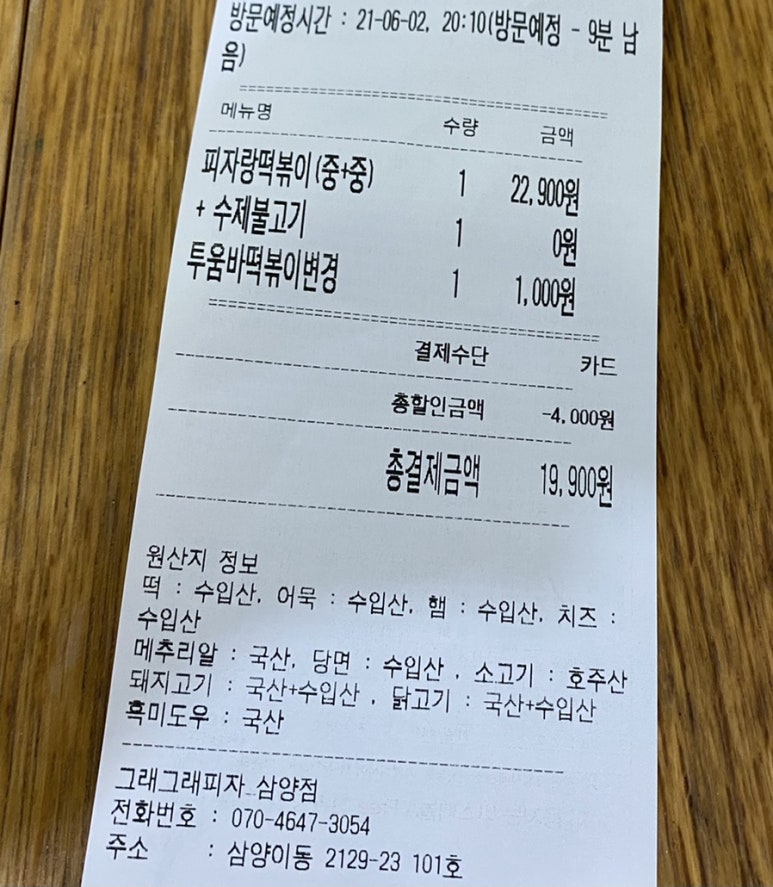 방문예정시간 : 21-06-02, 20:10(방문예정 - 9분 남
음)
메뉴명 수량 금액
피자랑떡볶이(중+중) 1 22,900원
+ 수제불고기 1 0원
투움바떡볶이변경 1 1,000원
결제수단 카드
총할인금액 -4,000원
총결제금액 19,900원
원산지 정보
떡 : 수입산, 어묵 : 수입산, 햄 : 수입산, 치즈 :
수입산
메추리알 : 국산, 당면 : 수입산 , 소고기 : 호주산
돼지고기 : 국산+수입산 , 닭고기 : 국산+수입산
흑미도우 : 국산
그래그래피자 삼양점
전화번호 : 070-4647-3054
주소 : 삼양이동 2129-23 101호